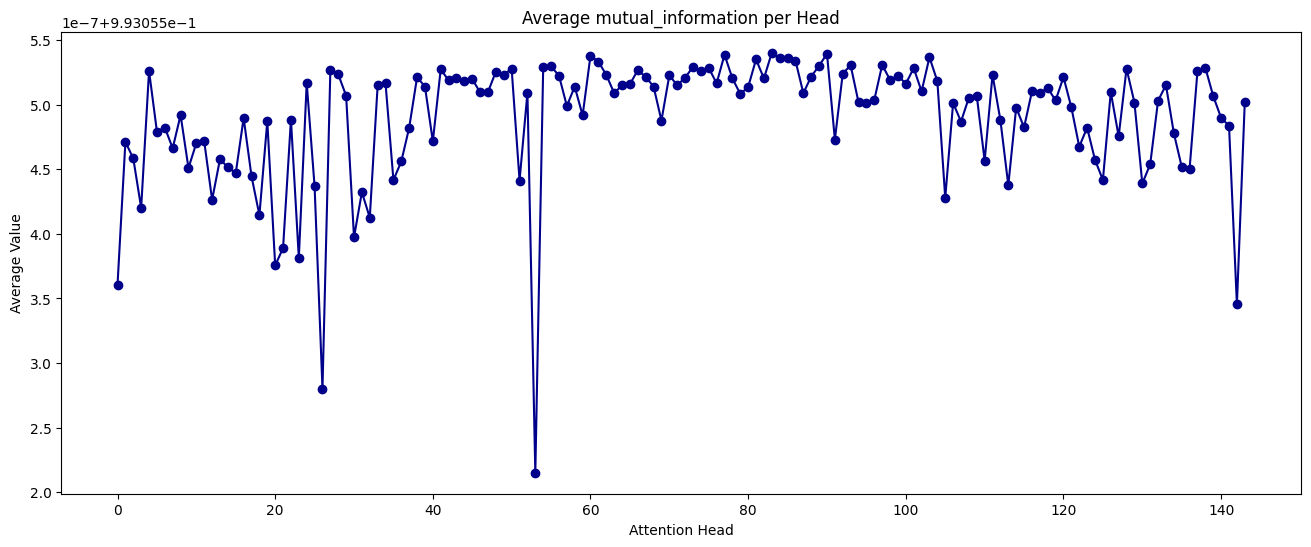 Average mutual_information per Head
1e−7+9.93055e−1
5.5
5.0
4.5
4.0
3.5
3.0
2.5
2.0
Average Value
0 20 40 60 80 100 120 140
Attention Head